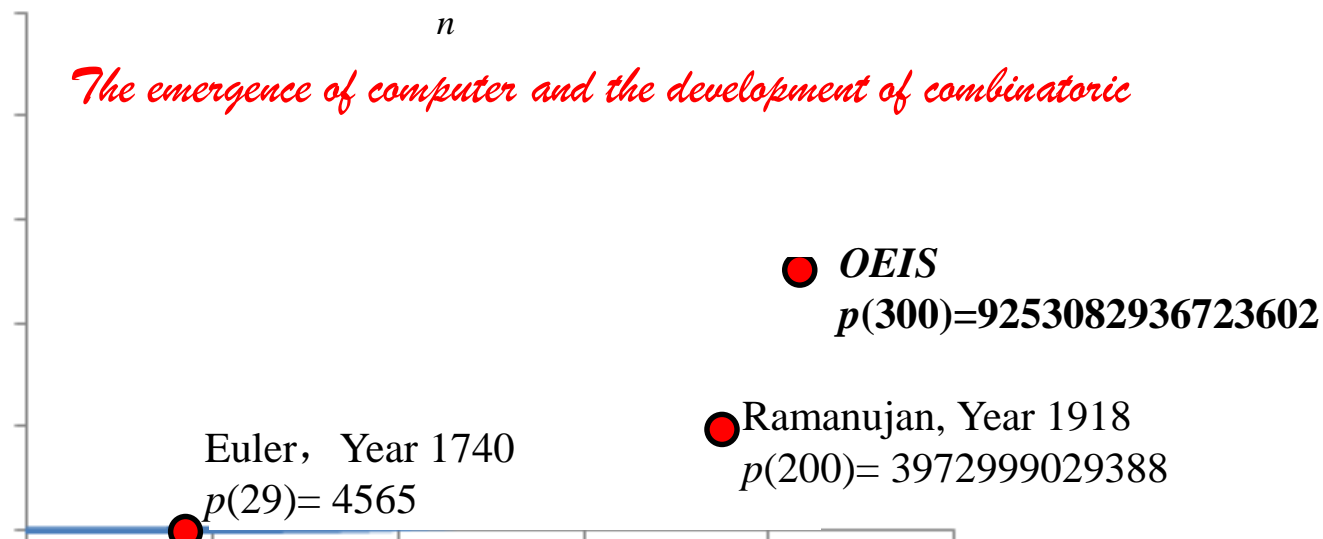 n
The emergence of computer and the development of combinatoric
OEIS
p(300)=9253082936723602
Ramanujan, Year 1918
p(200)= 3972999029388
Euler， Year 1740
p(29)= 4565